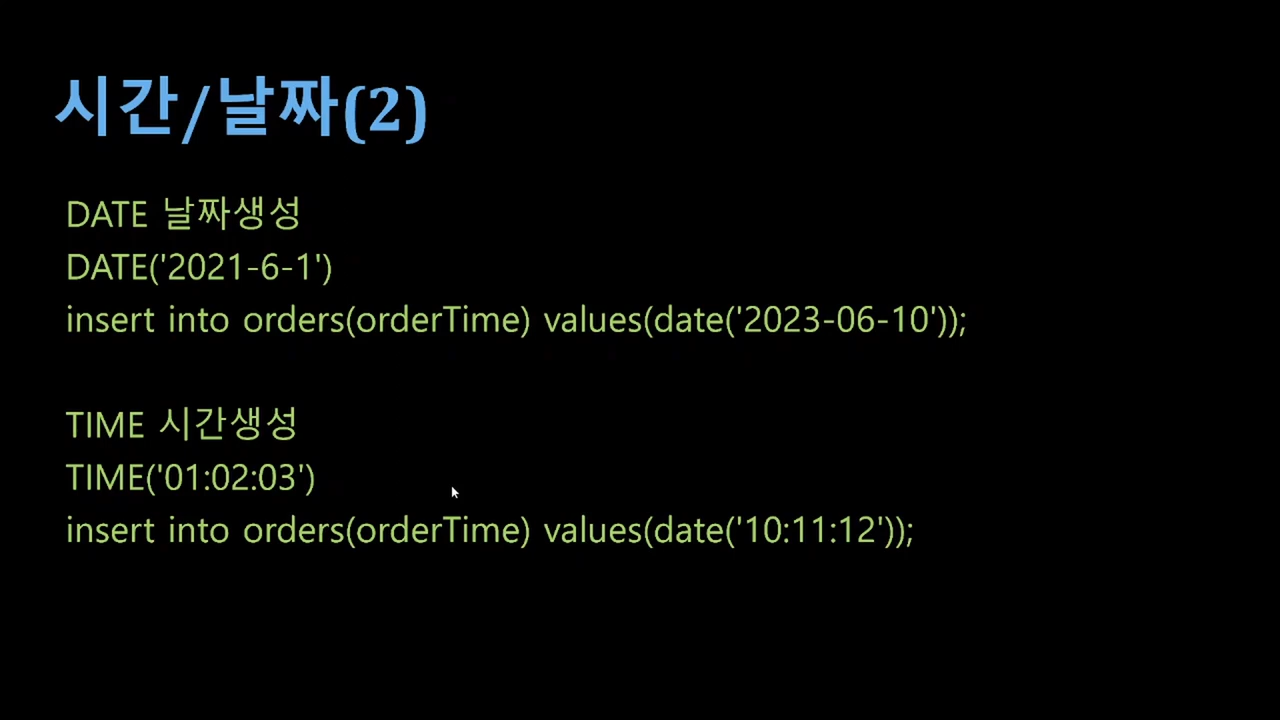 시간/날짜(2)
DATE 날짜생성
DATE('2021-6-1')
insert into orders(orderTime) values(date('2023-06-10'));
TIME 시간생성
TIME('01:02:03')
insert into orders(orderTime) values(date('10:11:12'));